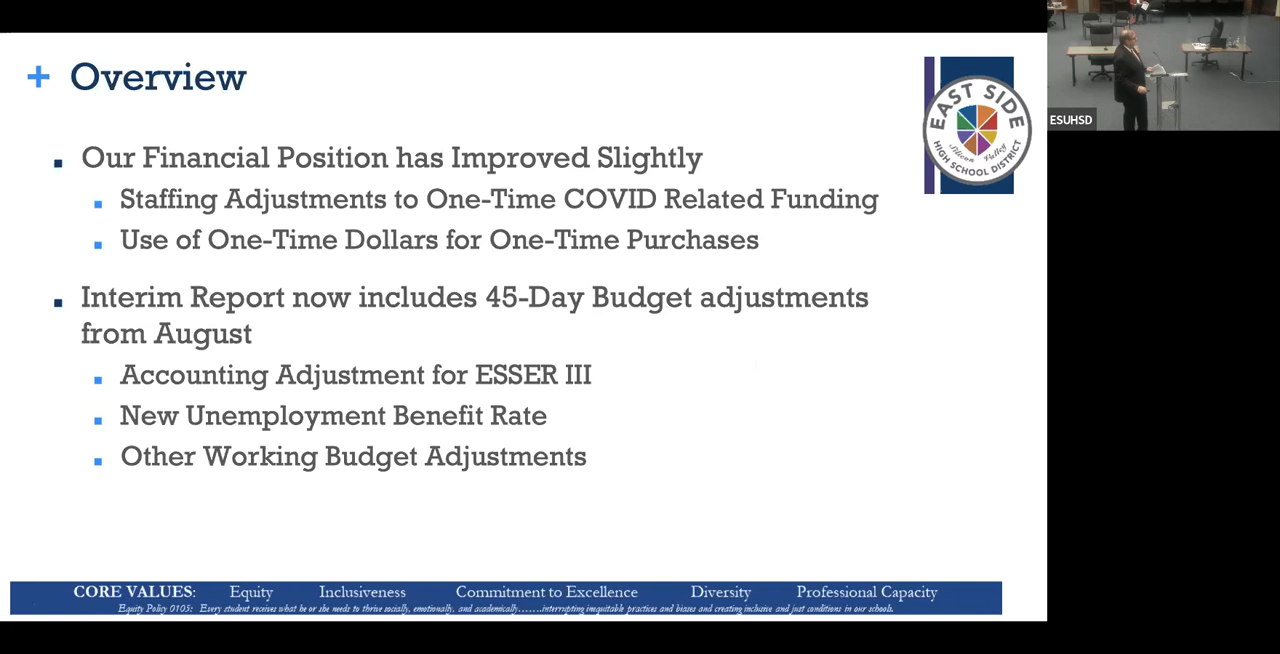 + Overview
EAST SIDE
Silicon Valley
HIGH SCHOOL DISTRICT
ESUHSD
Our Financial Position has Improved Slightly
Staffing Adjustments to One-Time COVID Related Funding
Use of One-Time Dollars for One-Time Purchases
Interim Report now includes 45-Day Budget adjustments
from August
Accounting Adjustment for ESSER III
New Unemployment Benefit Rate
Other Working Budget Adjustments
CORE VALUES: Equity Inclusiveness Commitment to Excellence Diversity Professional Capacity
Equity Policy 0105: Every student receives what he or she needs to thrive socially, emotionally, and academically…….interrupting inequitable practices and biases and creating inclusive and just conditions in our schools.